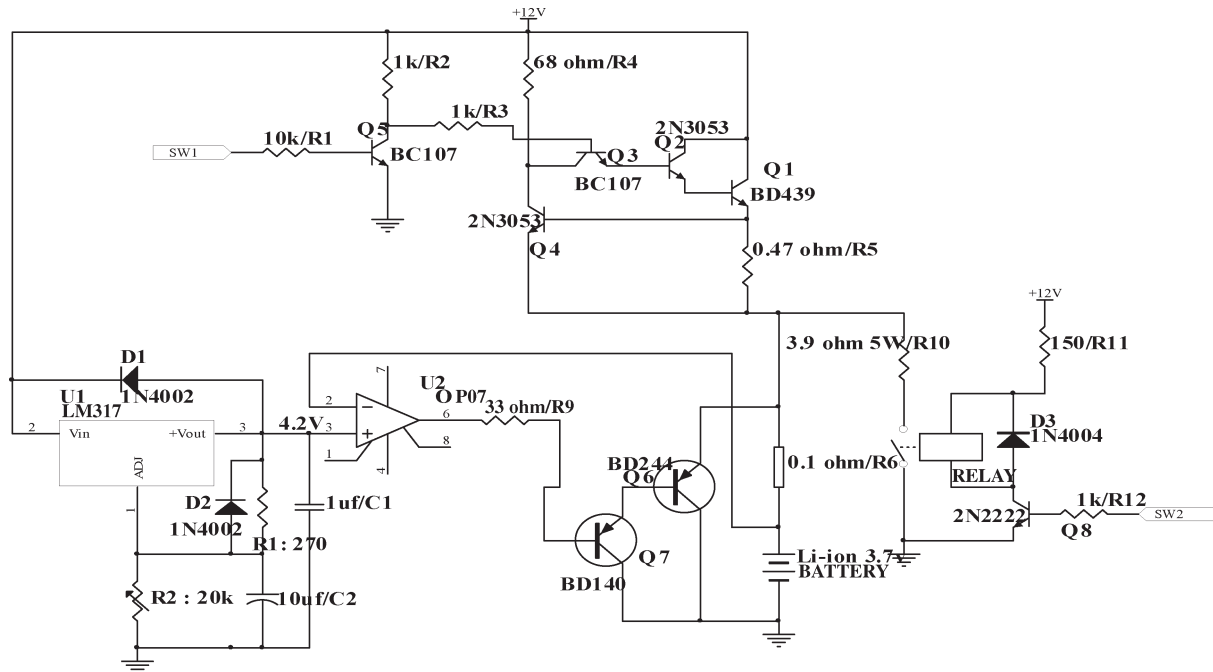 +12V
1k/R2
68 ohm/R4
1k/R3
Q5
2N3053
10k/R1
Q2
SW1
BC107
Q3
Q1
BC107
BD439
2N3053
Q4
0.47 ohm/R5
+12V
3.9 ohm 5W/R10
150/R11
D1
7
U2
U1
1N4002
OP07
LM317
2
33 ohm/R9
D3
4.2V
6
2
Vin
+Vout
3
3
1N4004
8
ADJ
1
4
BD244
0.1 ohm/R6
Q6
RELAY
D2
1uf/C1
1k/R12
1
2N2222
SW2
1N4002
Q8
R1 : 270
Q7
Li-ion 3.7v
BD140
BATTERY
R2 : 20k
10uf/C2